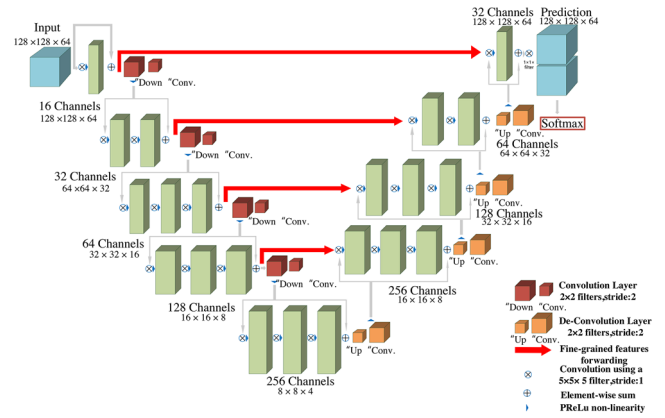 Input
128 ×128 × 64
"Down "Conv.
16 Channels
128 ×128 × 64
"Down "Conv.
32 Channels
64 ×64 × 32
"Down "Conv.
64 Channels
32 × 32 × 16
"Down "Conv.
128 Channels
16 × 16 × 8
"Up "Conv.
256 Channels
8 × 8 × 4
32 Channels
128 × 128 × 64
Prediction
128 × 128 × 64
1×1×
filter
Softmax
"Up "Conv.
64 Channels
64 × 64 × 32
"Up "Conv.
128 Channels
32 × 32 × 16
"Up "Conv.
256 Channels
16 × 16 × 8
Convolution Layer
2×2 filters,stride:2
"Down "Conv.
De-Convolution Layer
2×2 filters,stride:2
"Up "Conv.
Fine-grained features
forwarding
Convolution using a
5×5× 5 filter,stride:1
Element-wise sum
PReLu non-linearity